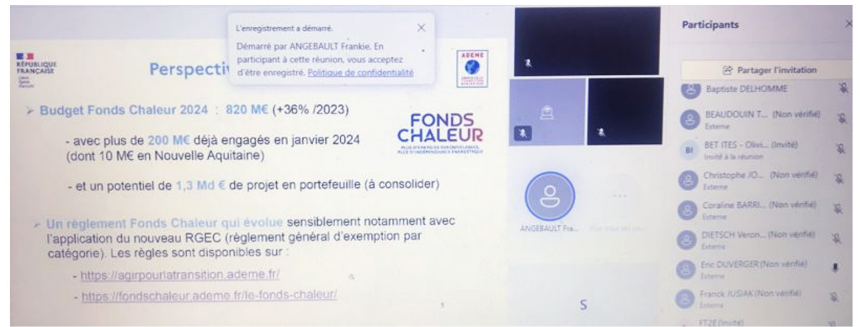 L'enregistrement a démarré.
Démarré par ANGEBAULT Frankie. En
participant à cette réunion, vous acceptez
d'être enregistré. Politique de confidentialité
RÉPUBLIQUE
FRANÇAISE
Perspecti
ADEME
Budget Fonds Chaleur 2024 : 820 M€ (+36% /2023)
- avec plus de 200 M€ déjà engagés en janvier 2024
(dont 10 M€ en Nouvelle Aquitaine)
- et un potentiel de 1,3 Md € de projet en portefeuille (à consolider)
FONDS
CHALEUR
Un règlement Fonds Chaleur qui évolue sensiblement notamment avec
l'application du nouveau RGEC (règlement général d'exemption par
catégorie). Les règles sont disponibles sur :
- https://agirpourlatransition.ademe.fr/
- https://fondschaleur.ademe.fr/le-fonds-chaleur/
1
ANGEBAULT Fra...
S
Participants
Partager l'invitation
Baptiste DELHOMME
BEAUDOUIN T... (Non vérifié)
Externe
BI
BET ITES - Olivi... (Invité)
Invité à la réunion
Christophe JO... (Non vérifié)
Externe
Coraline BARRI... (Non vérifié)
Externe
DIETSCH Veron... (Non vérifié)
Externe
Eric DUVERGER (Non vérifié)
Externe
Franck IUSIAK (Non vérifié)
Externe
FT2E (Invité)